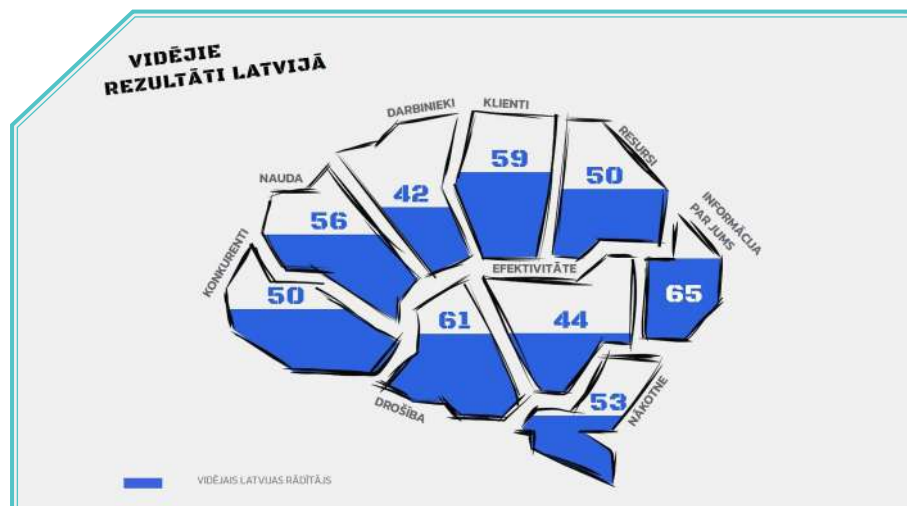 VIDĒJIE
REZULTĀTI LATVIJĀ
DARBINIEKI
KLIENTI
RESURSI
NAUDA
INFORMĀCIJA
PAR JUMS
KONKURENTI
59
50
42
56
EFEKTIVITĀTE
50
65
61
44
53
DROŠĪBA
NĀKOTNE
VIDĒJAIS LATVIJAS RĀDĪTĀJS